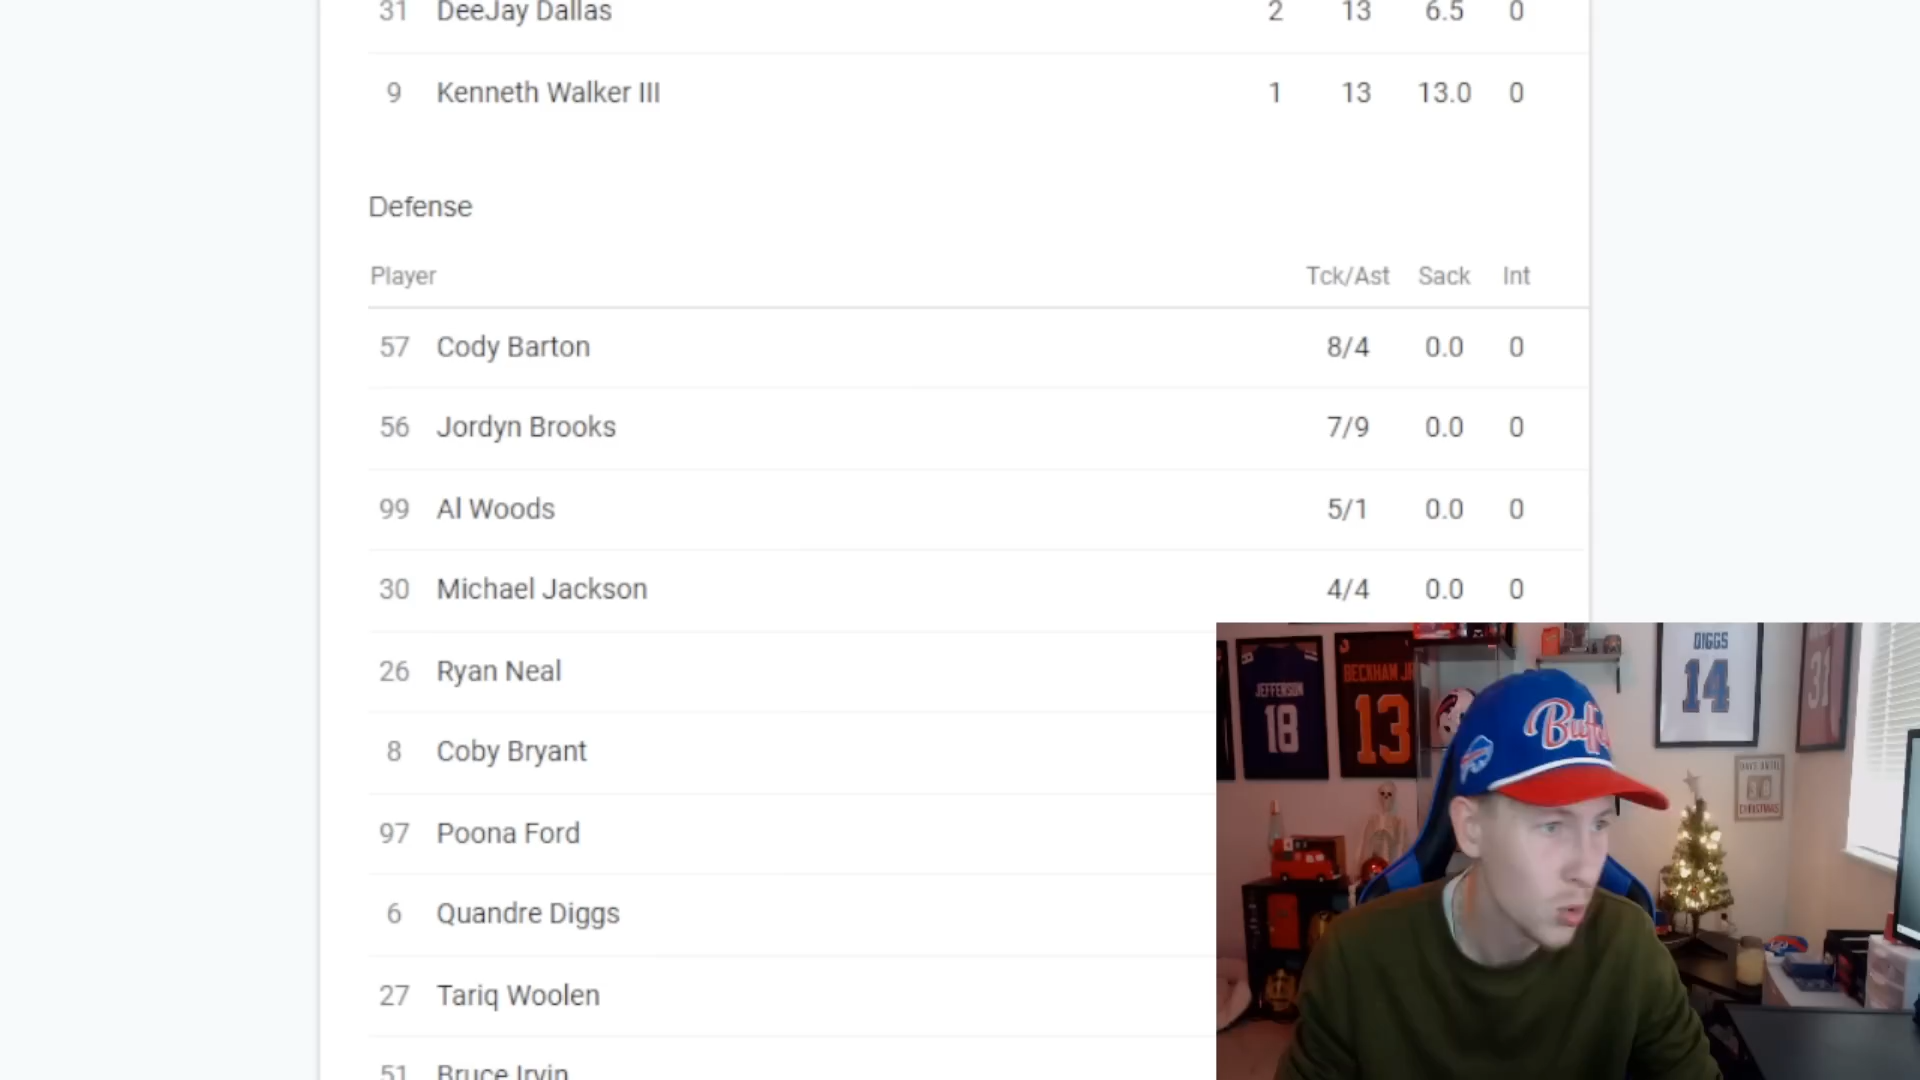 31 DeeJay Dallas 2 13 6.5 0
9 Kenneth Walker III 1 13 13.0 0
Defense
Player Tck/Ast Sack Int
57 Cody Barton 8/4 0.0 0
56 Jordyn Brooks 7/9 0.0 0
99 Al Woods 5/1 0.0 0
30 Michael Jackson 4/4 0.0 0
26 Ryan Neal
8 Coby Bryant
97 Poona Ford
6 Quandre Diggs
27 Tariq Woolen
51 Bruce Irvin
JEFFERSON
18
BECKHAM JR
13
DIGGS
14
31
DAYS UNTIL
CHRISTMAS